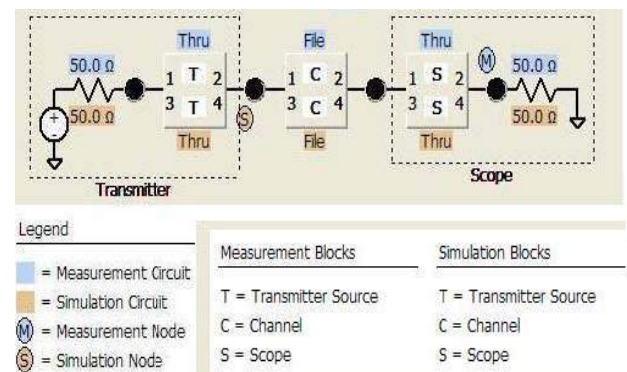 Thru File Thru
50.0 Ω 1 T 2 1 C 2 1 S 2 M 50.0 Ω
+ 50.0 Ω 3 T 4 S 3 C 4 3 S 4 50.0 Ω
Thru File Thru
Transmitter Scope
Legend
= Measurement Circuit
= Simulation Circuit
M = Measurement Node
S = Simulation Node
Measurement Blocks
T = Transmitter Source
C = Channel
S = Scope
Simulation Blocks
T = Transmitter Source
C = Channel
S = Scope